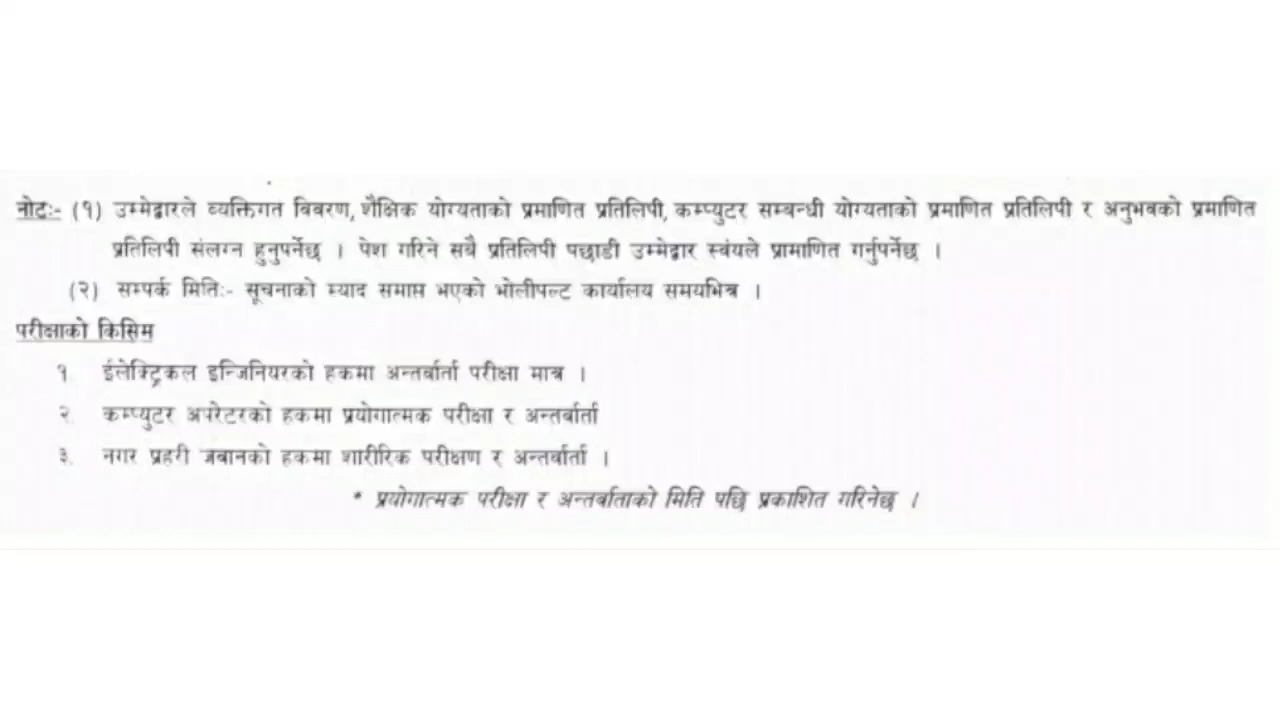 नोटः- (१) उम्मेद्वारले व्यक्तिगत विवरण, शैक्षिक योग्यताको प्रमाणित प्रतिलिपी, कम्प्युटर सम्बन्धी योग्यताको प्रमाणित प्रतिलिपी र अनुभवको प्रमाणित
प्रतिलिपी संलग्न हुनुपर्नेछ । पेश गरिने सबै प्रतिलिपी पछाडी उम्मेद्वार स्वंयले प्रामाणित गर्नुपर्नेछ ।
(२) सम्पर्क मितिः- सूचनाको म्याद समाप्त भएको भोलीपल्ट कार्यालय समयभित्र ।
परीक्षाको किसिम
१. ईलेक्ट्रिकल इन्जिनियरको हकमा अन्तर्वार्ता परीक्षा मात्र ।
२. कम्प्युटर अपरेटरको हकमा प्रयोगात्मक परीक्षा र अन्तर्वार्ता
३. नगर प्रहरी जवानको हकमा शारीरिक परीक्षण र अन्तर्वार्ता ।
* प्रयोगात्मक परीक्षा र अन्तर्वाताको मिति पछि प्रकाशित गरिनेछ ।